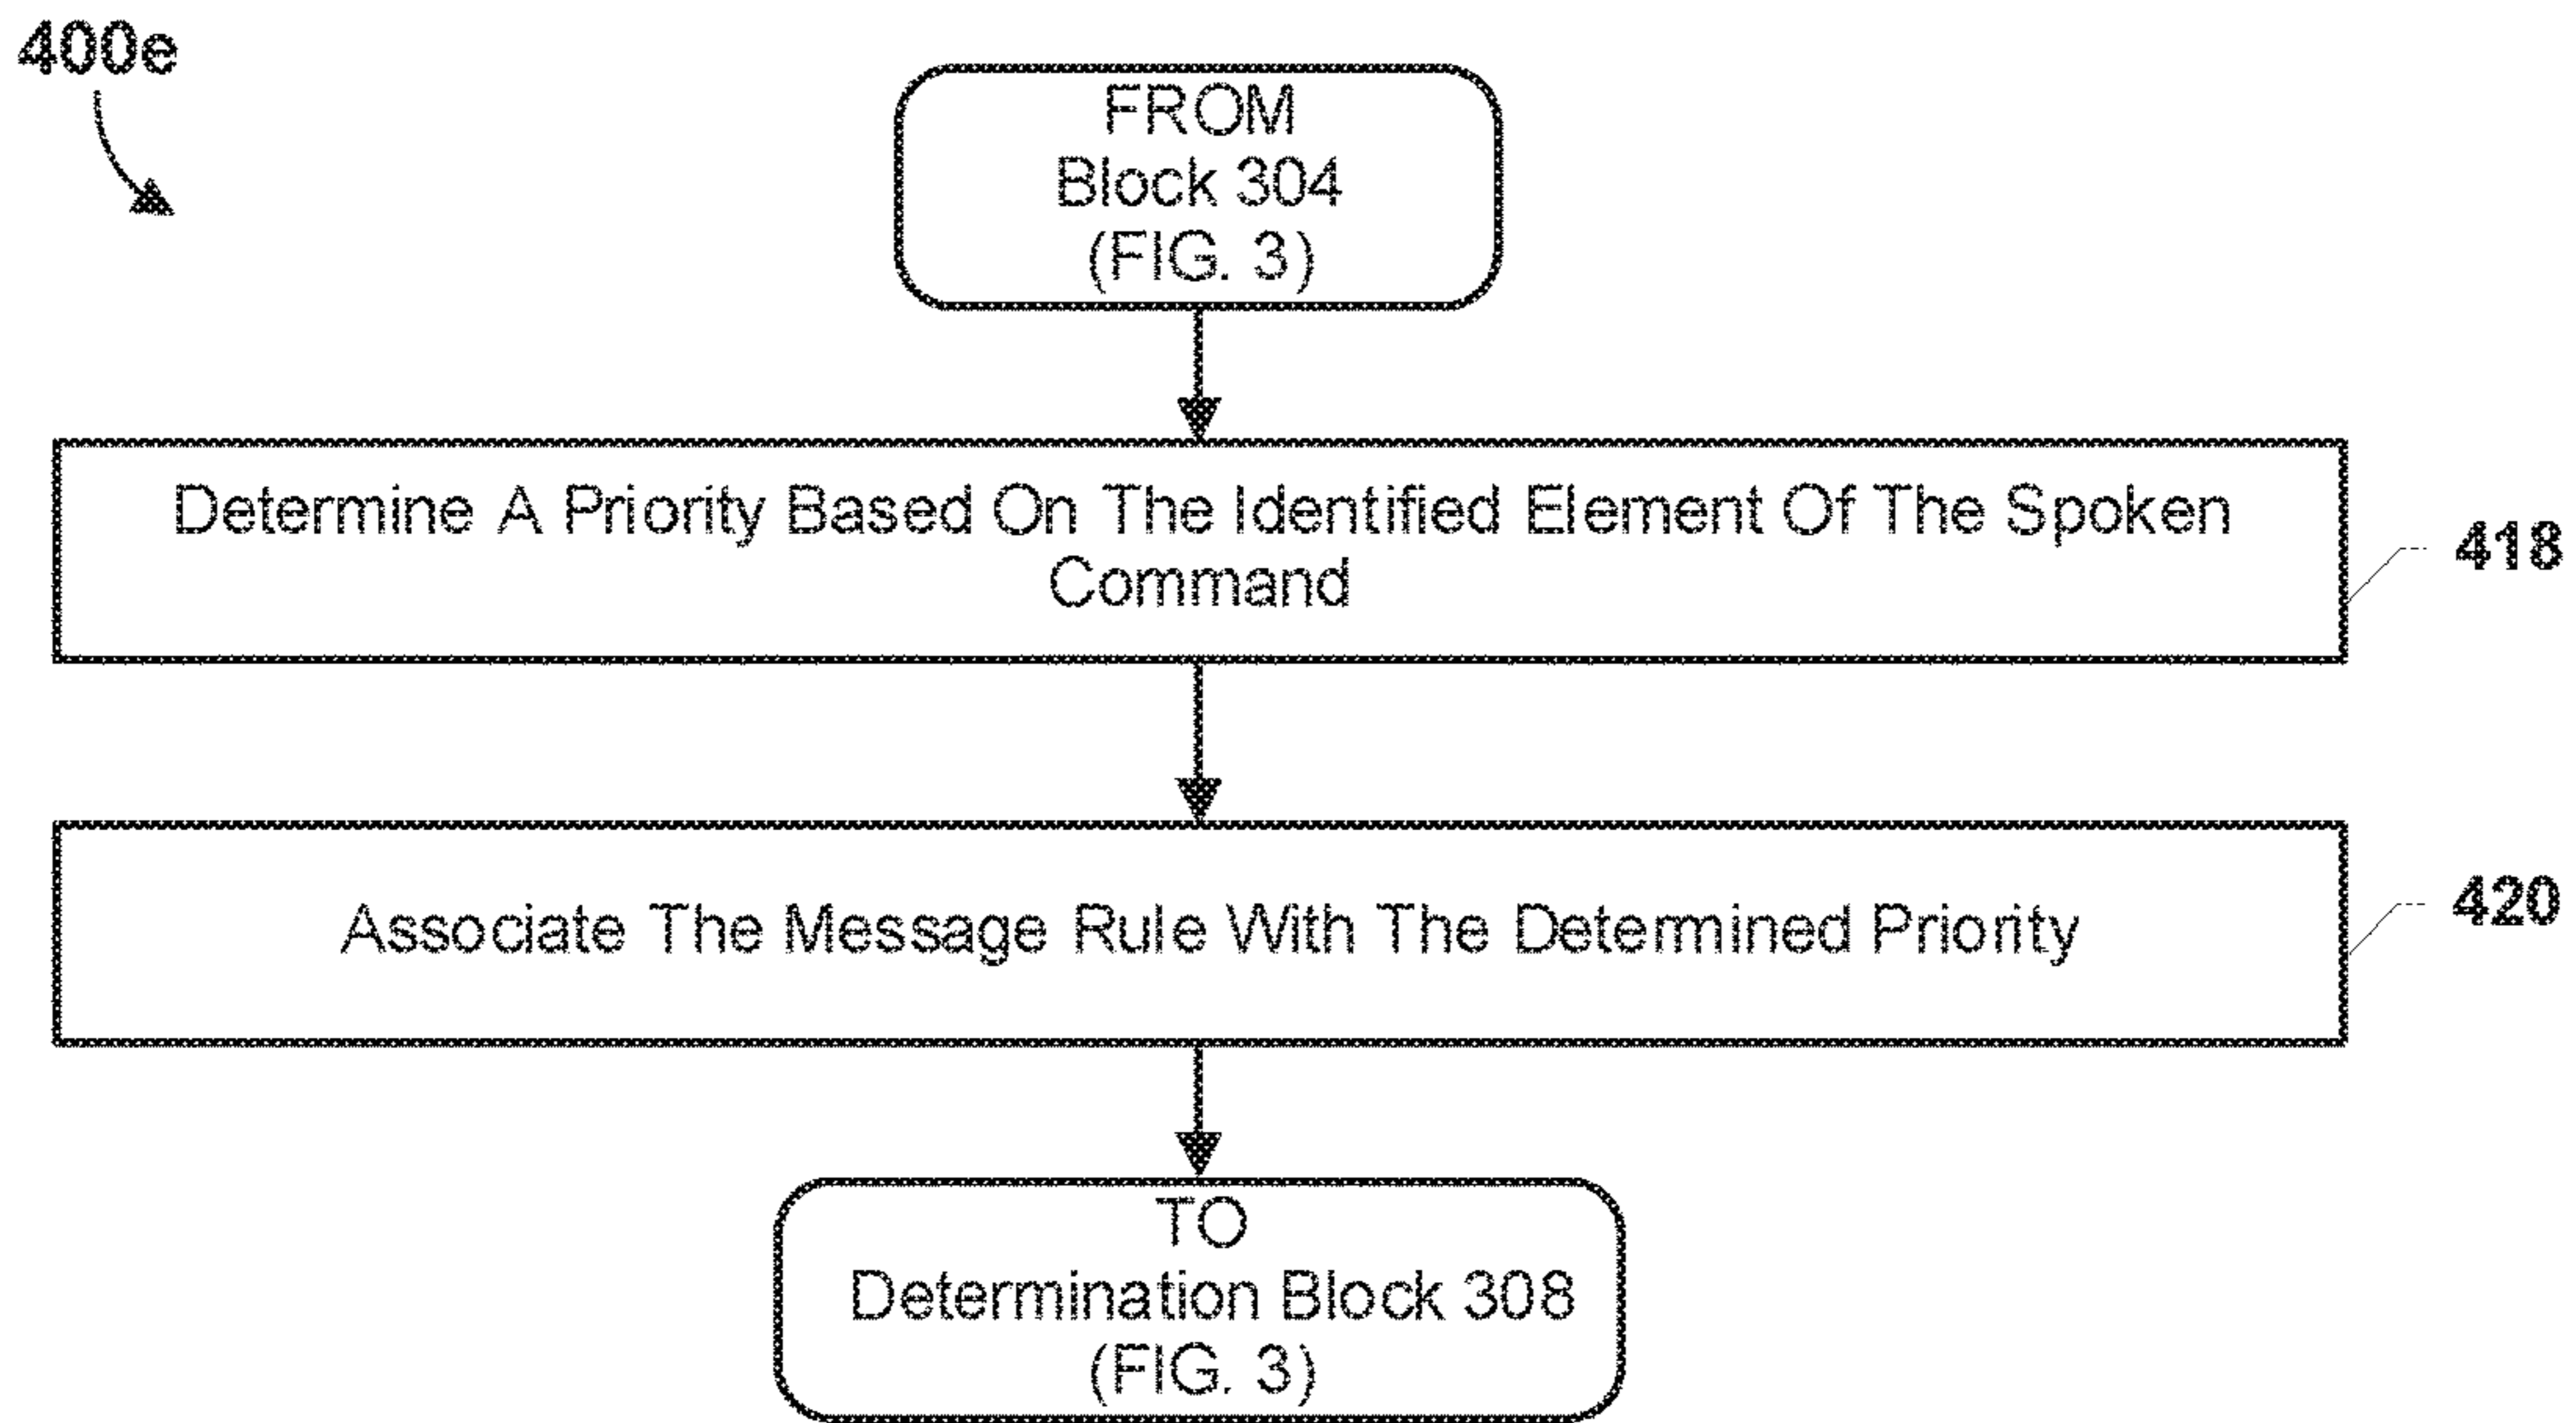 400e
FROM
Block 304
(FIG. 3)
Determine A Priority Based On The Identified Element Of The Spoken
Command
418
Associate The Message Rule With The Determined Priority
420
TO
Determination Block 308
(FIG. 3)